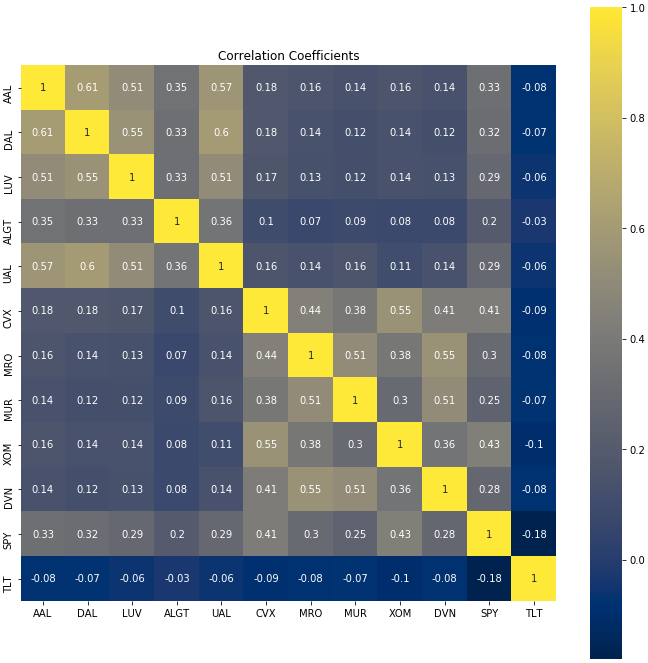 Correlation Coefficients
AAL 1 0.61 0.51 0.35 0.57 0.18 0.16 0.14 0.16 0.14 0.33 -0.08
DAL 0.61 1 0.55 0.33 0.6 0.18 0.14 0.12 0.14 0.12 0.32 -0.07
LUV 0.51 0.55 1 0.33 0.51 0.17 0.13 0.12 0.14 0.13 0.29 -0.06
ALGT 0.35 0.33 0.33 1 0.36 0.1 0.07 0.09 0.08 0.08 0.2 -0.03
UAL 0.57 0.6 0.51 0.36 1 0.16 0.14 0.16 0.11 0.14 0.29 -0.06
CVX 0.18 0.18 0.17 0.1 0.16 1 0.44 0.38 0.55 0.41 0.41 -0.09
MRO 0.16 0.14 0.13 0.07 0.14 0.44 1 0.51 0.38 0.55 0.3 -0.08
MUR 0.14 0.12 0.12 0.09 0.16 0.38 0.51 1 0.3 0.51 0.25 -0.07
XOM 0.16 0.14 0.14 0.08 0.11 0.55 0.38 0.3 1 0.36 0.43 -0.1
DVN 0.14 0.12 0.13 0.08 0.14 0.41 0.55 0.51 0.36 1 0.28 -0.08
SPY 0.33 0.32 0.29 0.2 0.29 0.41 0.3 0.25 0.43 0.28 1 -0.18
TLT -0.08 -0.07 -0.06 -0.03 -0.06 -0.09 -0.08 -0.07 -0.1 -0.08 -0.18 1
AAL DAL LUV ALGT UAL CVX MRO MUR XOM DVN SPY TLT
1.0
0.8
0.6
0.4
0.2
0.0